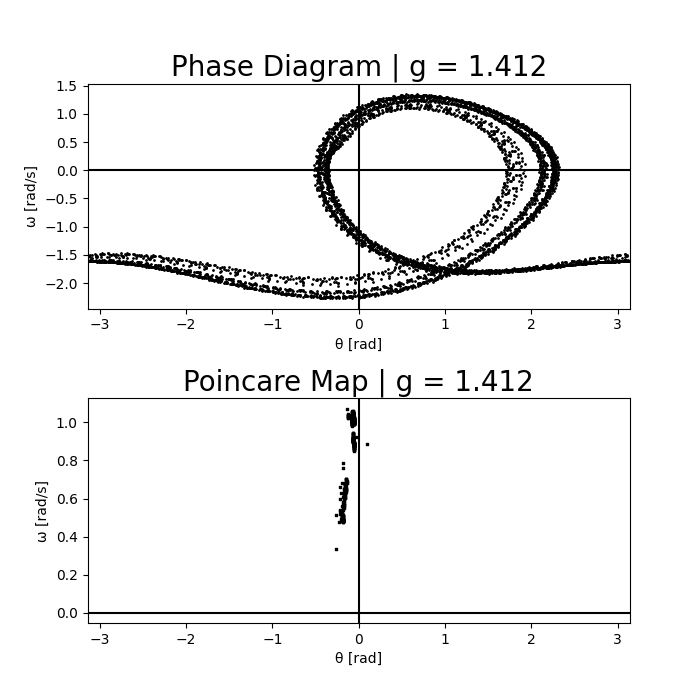 Phase Diagram | g = 1.412
1.5
1.0
0.5
0.0
−0.5
−1.0
−1.5
−2.0
ω [rad/s]
−3 −2 −1 0 1 2 3
θ [rad]
Poincare Map | g = 1.412
1.0
0.8
0.6
0.4
0.2
0.0
ω [rad/s]
−3 −2 −1 0 1 2 3
θ [rad]